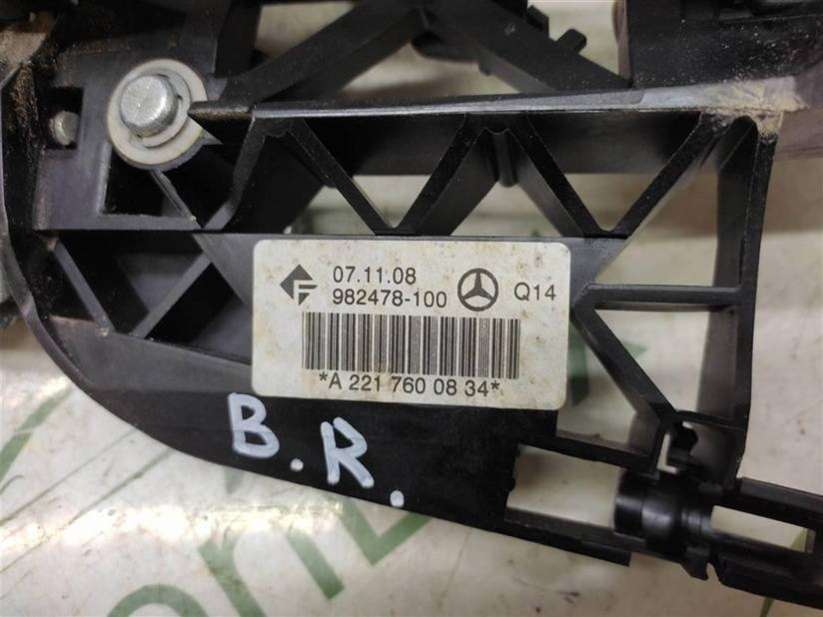 07.11.08
982478-100
Q14
*A 221 760 08 34*
B.R.